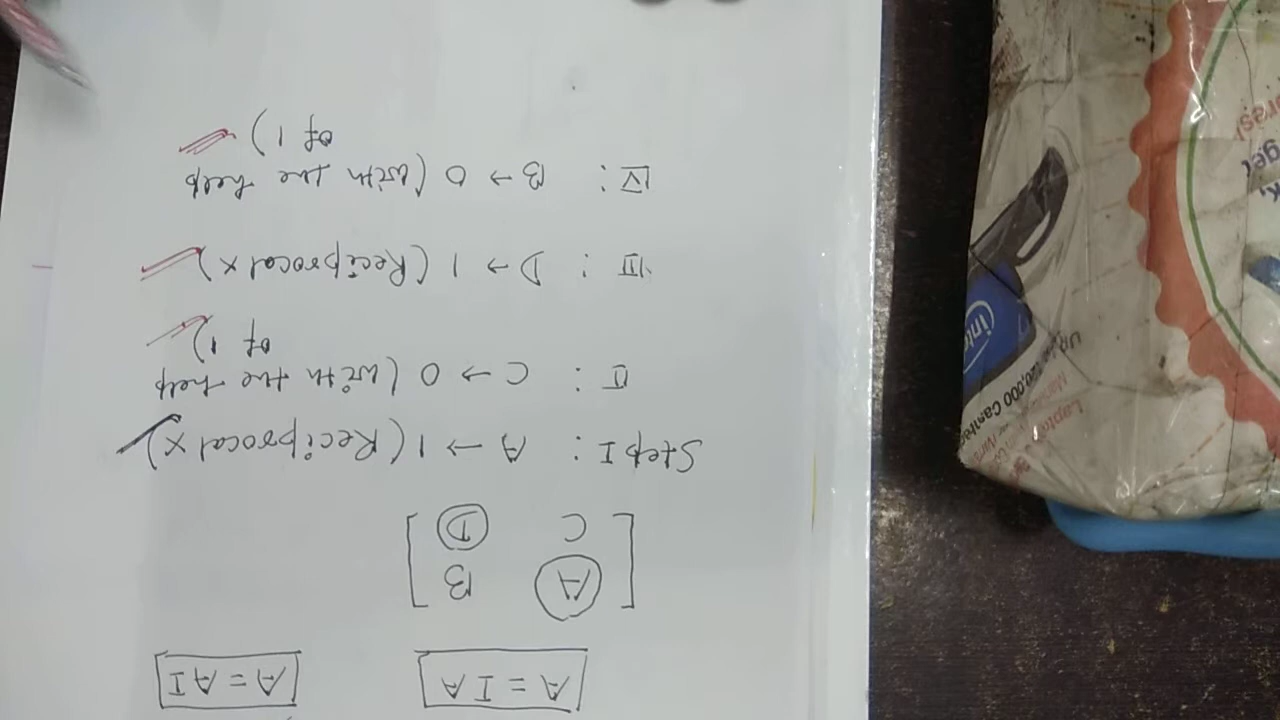 A = IA A = AI
[ A B
C D ]
Step I : A → 1 (Reciprocal x)
II : C → 0 (with the help
of 1)
III : D → 1 (Reciprocal x)
IV : B → 0 (with the help
of 1)
intel
Lapto